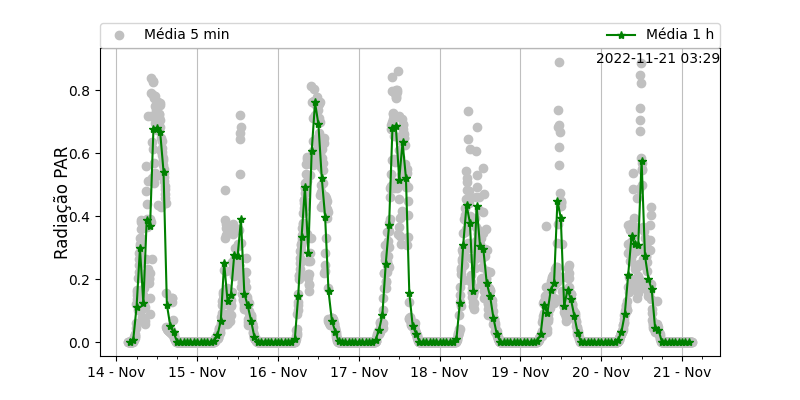 Média 5 min
Média 1 h
2022-11-21 03:29
Radiação PAR
0.8
0.6
0.4
0.2
0.0
14 - Nov
15 - Nov
16 - Nov
17 - Nov
18 - Nov
19 - Nov
20 - Nov
21 - Nov